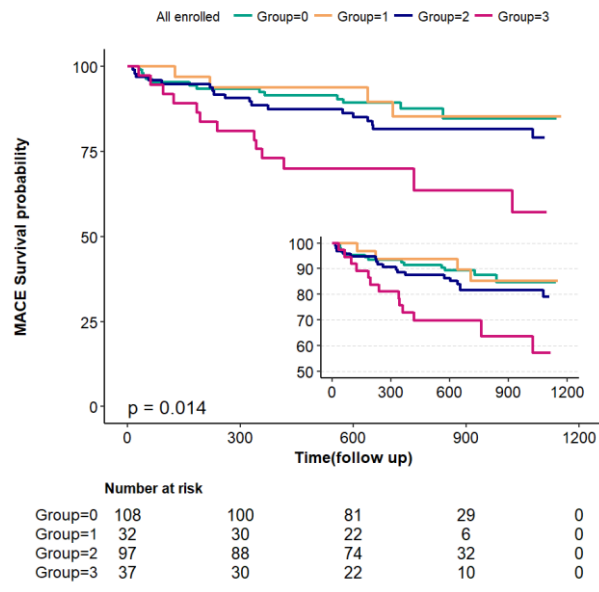 All enrolled Group=0 Group=1 Group=2 Group=3
MACE Survival probability
100
75
50
25
0
p = 0.014
0 300 600 900 1200
Time(follow up)
100
90
80
70
60
50
0 300 600 900 1200
Number at risk
Group=0 108 100 81 29 0
Group=1 32 30 22 6 0
Group=2 97 88 74 32 0
Group=3 37 30 22 10 0